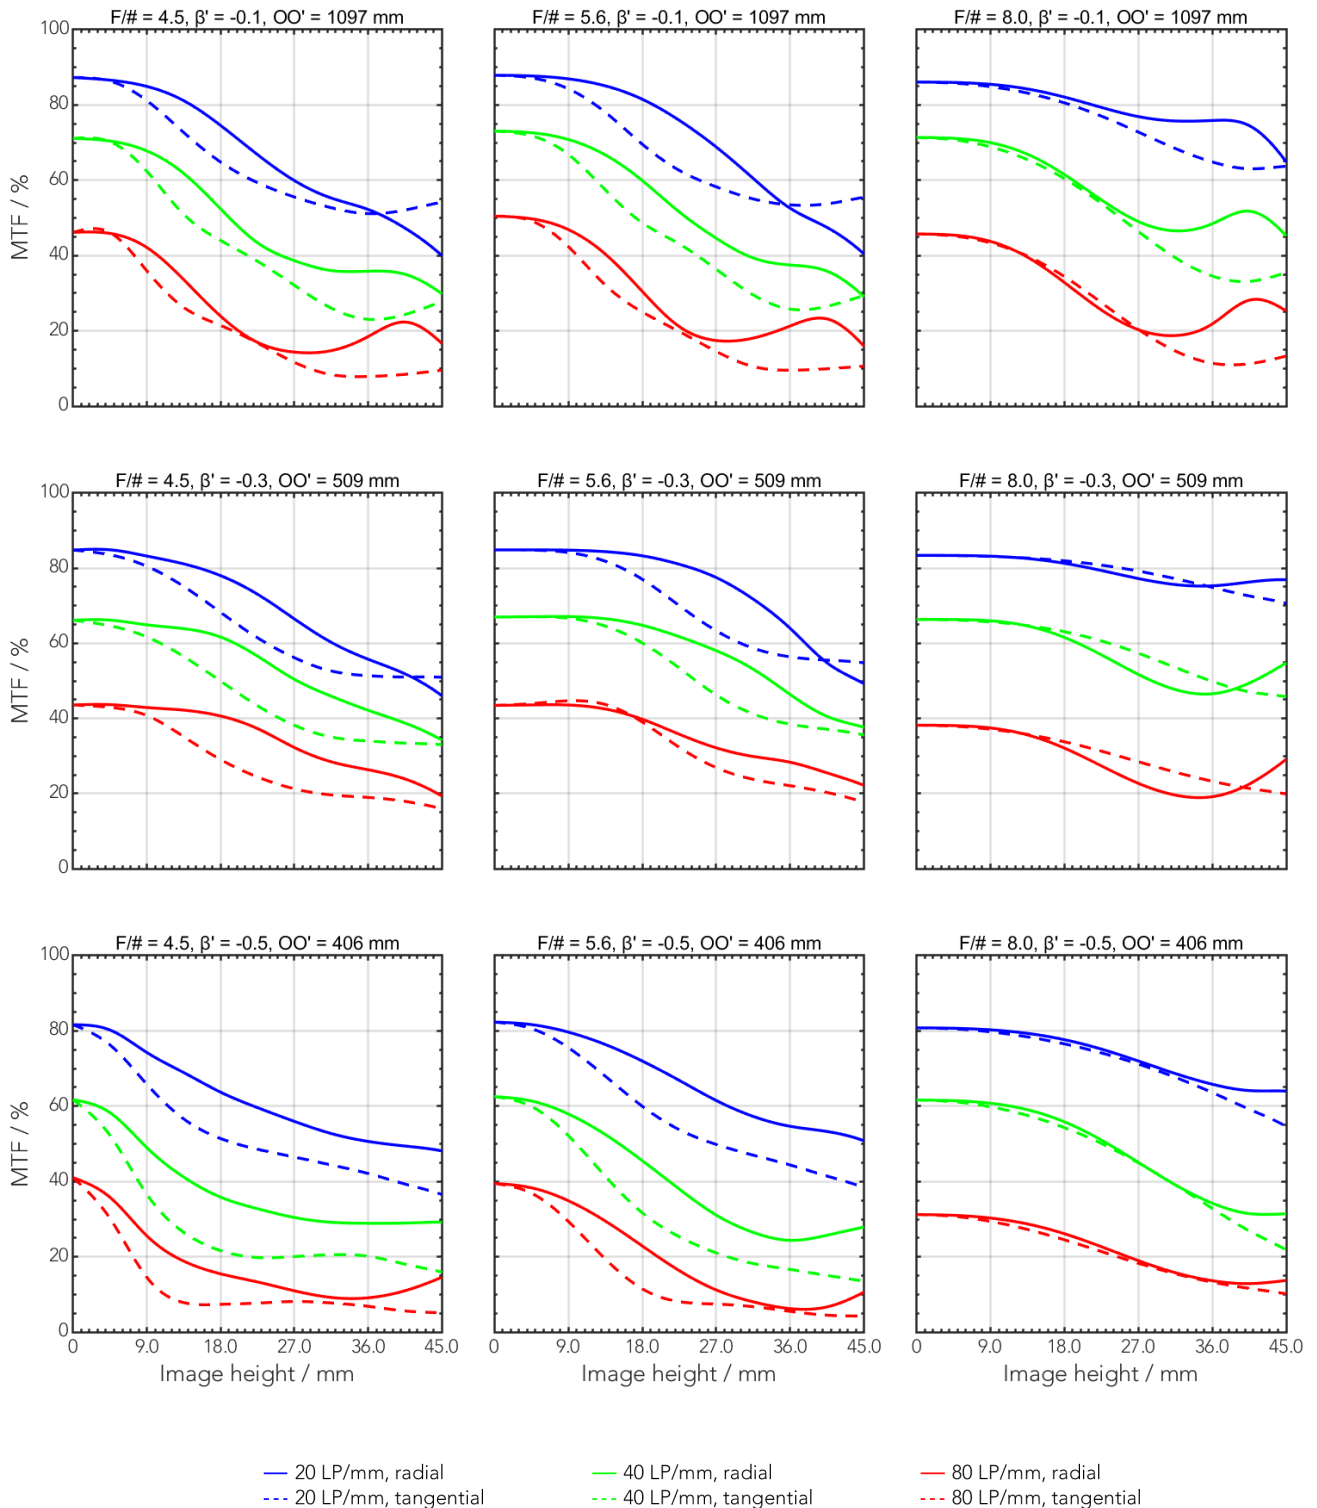 F/# = 4.5, β' = -0.1, OO' = 1097 mm
F/# = 5.6, β' = -0.1, OO' = 1097 mm
F/# = 8.0, β' = -0.1, OO' = 1097 mm
100
80
60
40
20
0
MTF / %
F/# = 4.5, β' = -0.3, OO' = 509 mm
F/# = 5.6, β' = -0.3, OO' = 509 mm
F/# = 8.0, β' = -0.3, OO' = 509 mm
100
80
60
40
20
0
MTF / %
F/# = 4.5, β' = -0.5, OO' = 406 mm
F/# = 5.6, β' = -0.5, OO' = 406 mm
F/# = 8.0, β' = -0.5, OO' = 406 mm
100
80
60
40
20
0
MTF / %
0 9.0 18.0 27.0 36.0 45.0
0 9.0 18.0 27.0 36.0 45.0
0 9.0 18.0 27.0 36.0 45.0
Image height / mm
Image height / mm
Image height / mm
20 LP/mm, radial
40 LP/mm, radial
80 LP/mm, radial
20 LP/mm, tangential
40 LP/mm, tangential
80 LP/mm, tangential